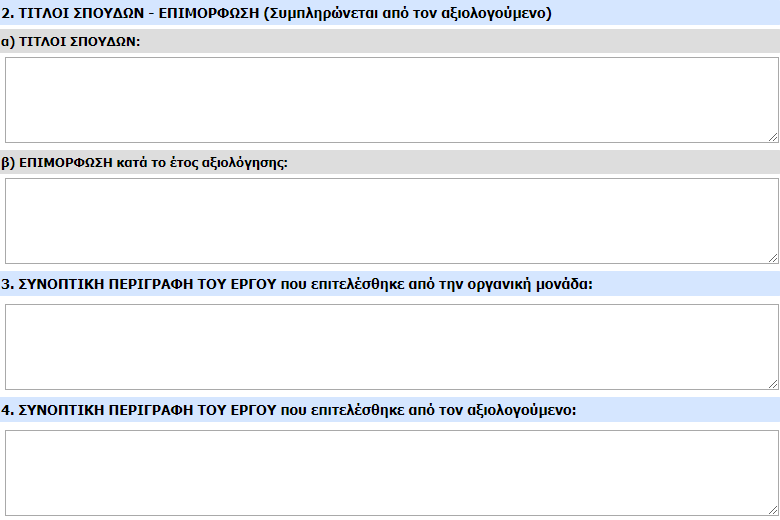 2. ΤΙΤΛΟΙ ΣΠΟΥΔΩΝ - ΕΠΙΜΟΡΦΩΣΗ (Συμπληρώνεται από τον αξιολογούμενο)
α) ΤΙΤΛΟΙ ΣΠΟΥΔΩΝ:
β) ΕΠΙΜΟΡΦΩΣΗ κατά το έτος αξιολόγησης:
3. ΣΥΝΟΠΤΙΚΗ ΠΕΡΙΓΡΑΦΗ ΤΟΥ ΕΡΓΟΥ που επιτελέσθηκε από την οργανική μονάδα:
4. ΣΥΝΟΠΤΙΚΗ ΠΕΡΙΓΡΑΦΗ ΤΟΥ ΕΡΓΟΥ που επιτελέσθηκε από τον αξιολογούμενο: